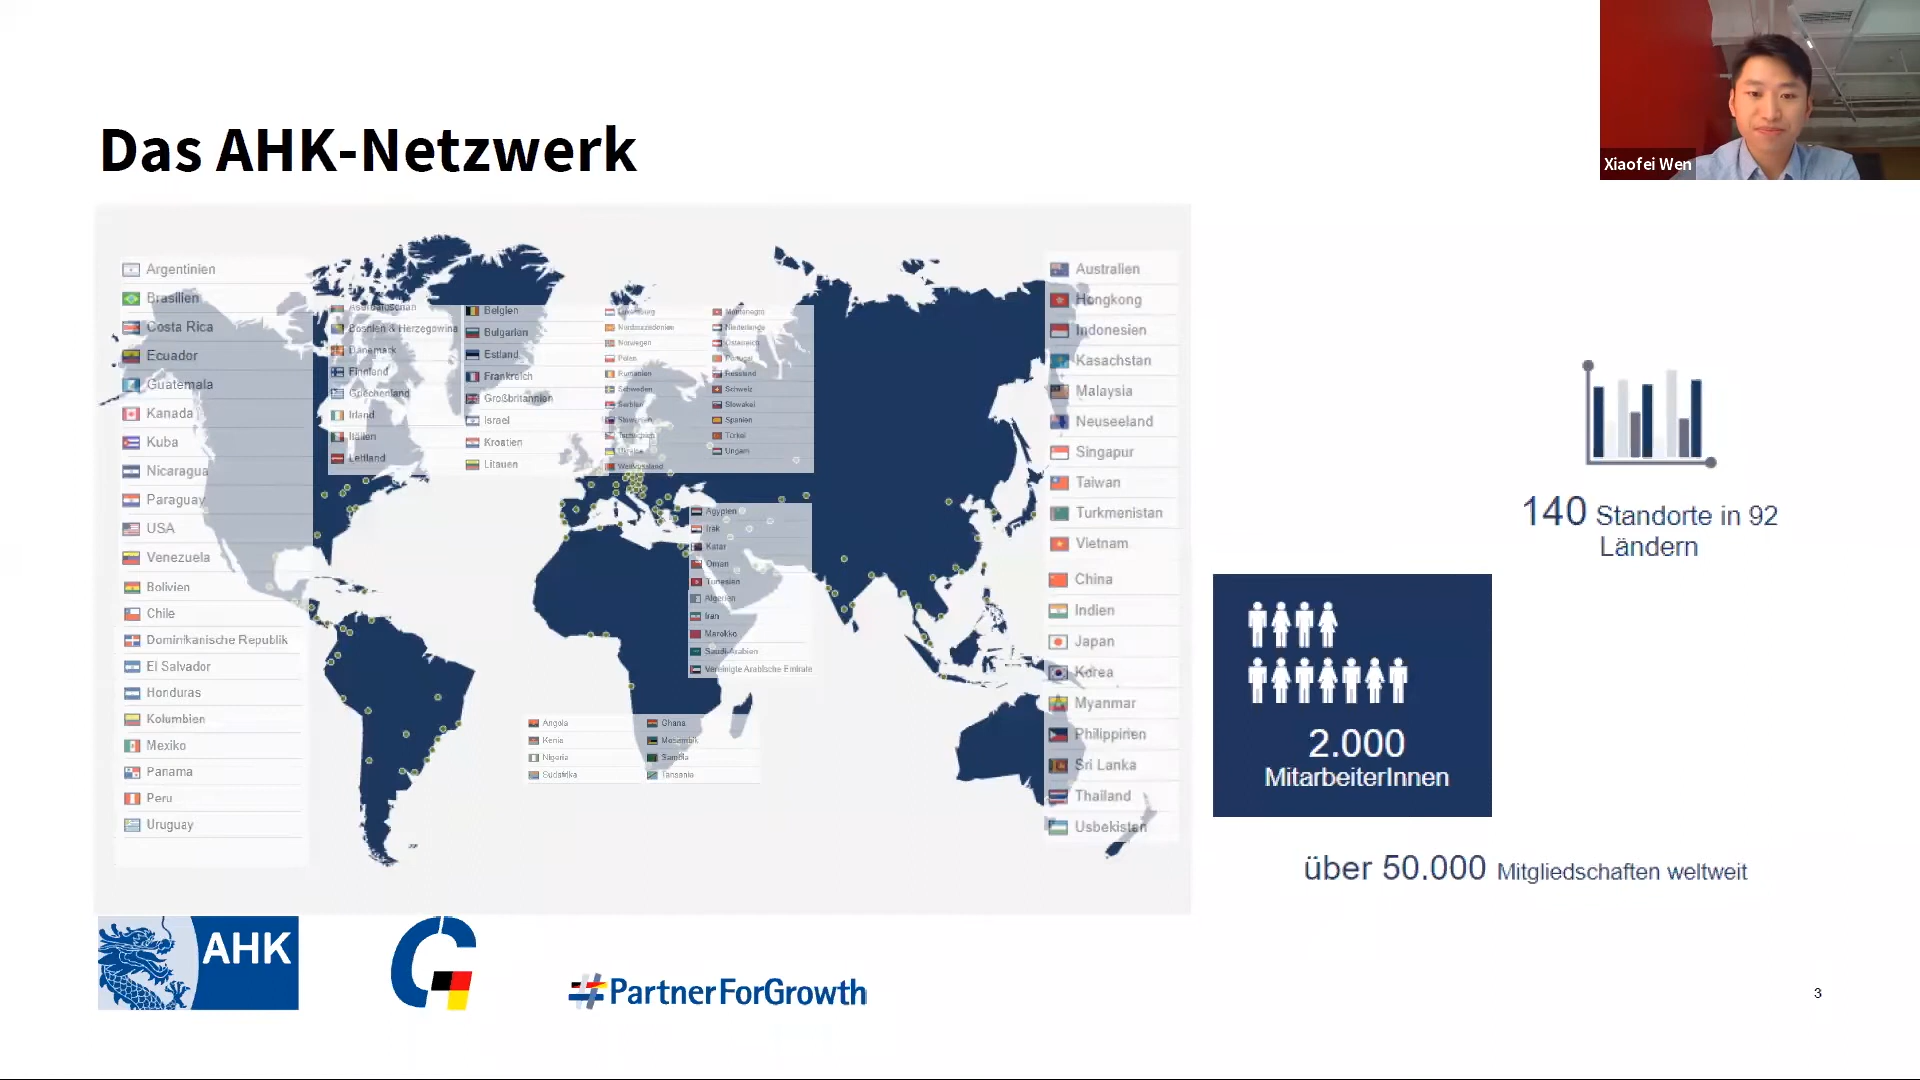 Xiaofei Wen
Das AHK-Netzwerk
Argentinien
Brasilien
Costa Rica
Ecuador
Guatemala
Kanada
Kuba
Nicaragua
Paraguay
USA
Venezuela
Bolivien
Chile
Dominikanische Republik
El Salvador
Honduras
Kolumbien
Mexiko
Panama
Peru
Uruguay
Aserbaidschan
Bosnien & Herzegowina
Dänemark
Finnland
Griechenland
Irland
Italien
Lettland
Belgien
Bulgarien
Estland
Frankreich
Großbritannien
Israel
Kroatien
Litauen
Luxemburg
Nordmazedonien
Norwegen
Polen
Rumänien
Schweden
Serbien
Slowenien
Tschechien
Ukraine
Weißrussland
Montenegro
Niederlande
Österreich
Portugal
Russland
Schweiz
Slowakei
Spanien
Türkei
Ungarn
Ägypten
Irak
Katar
Oman
Tunesien
Algerien
Iran
Marokko
Saudi-Arabien
Vereinigte Arabische Emirate
Angola
Kenia
Nigeria
Südafrika
Ghana
Mosambik
Sambia
Tansania
Australien
Hongkong
Indonesien
Kasachstan
Malaysia
Neuseeland
Singapur
Taiwan
Turkmenistan
Vietnam
China
Indien
Japan
Korea
Myanmar
Philippinen
Sri Lanka
Thailand
Usbekistan
140 Standorte in 92
Ländern
2.000
MitarbeiterInnen
über 50.000 Mitgliedschaften weltweit
AHK
#PartnerForGrowth
3